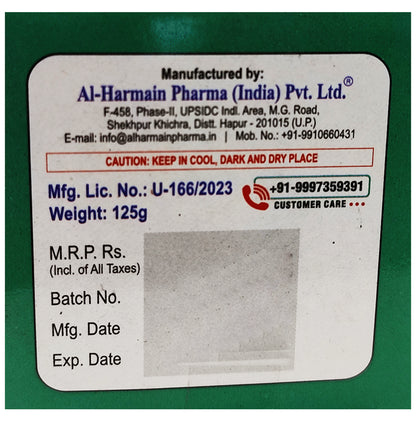 Manufactured by:
Al-Harmain Pharma (India) Pvt. Ltd.®
F-458, Phase-II, UPSIDC Indl. Area, M.G. Road,
Shekhpur Khichra, Distt. Hapur - 201015 (U.P.)
E-mail: info@alharmainpharma.in | Mob. No.: +91-9910660431
CAUTION: KEEP IN COOL, DARK AND DRY PLACE
Mfg. Lic. No.: U-166/2023
+91-9997359391
CUSTOMER CARE
Weight: 125g
M.R.P. Rs.
(Incl. of All Taxes)
Batch No.
Mfg. Date
Exp. Date